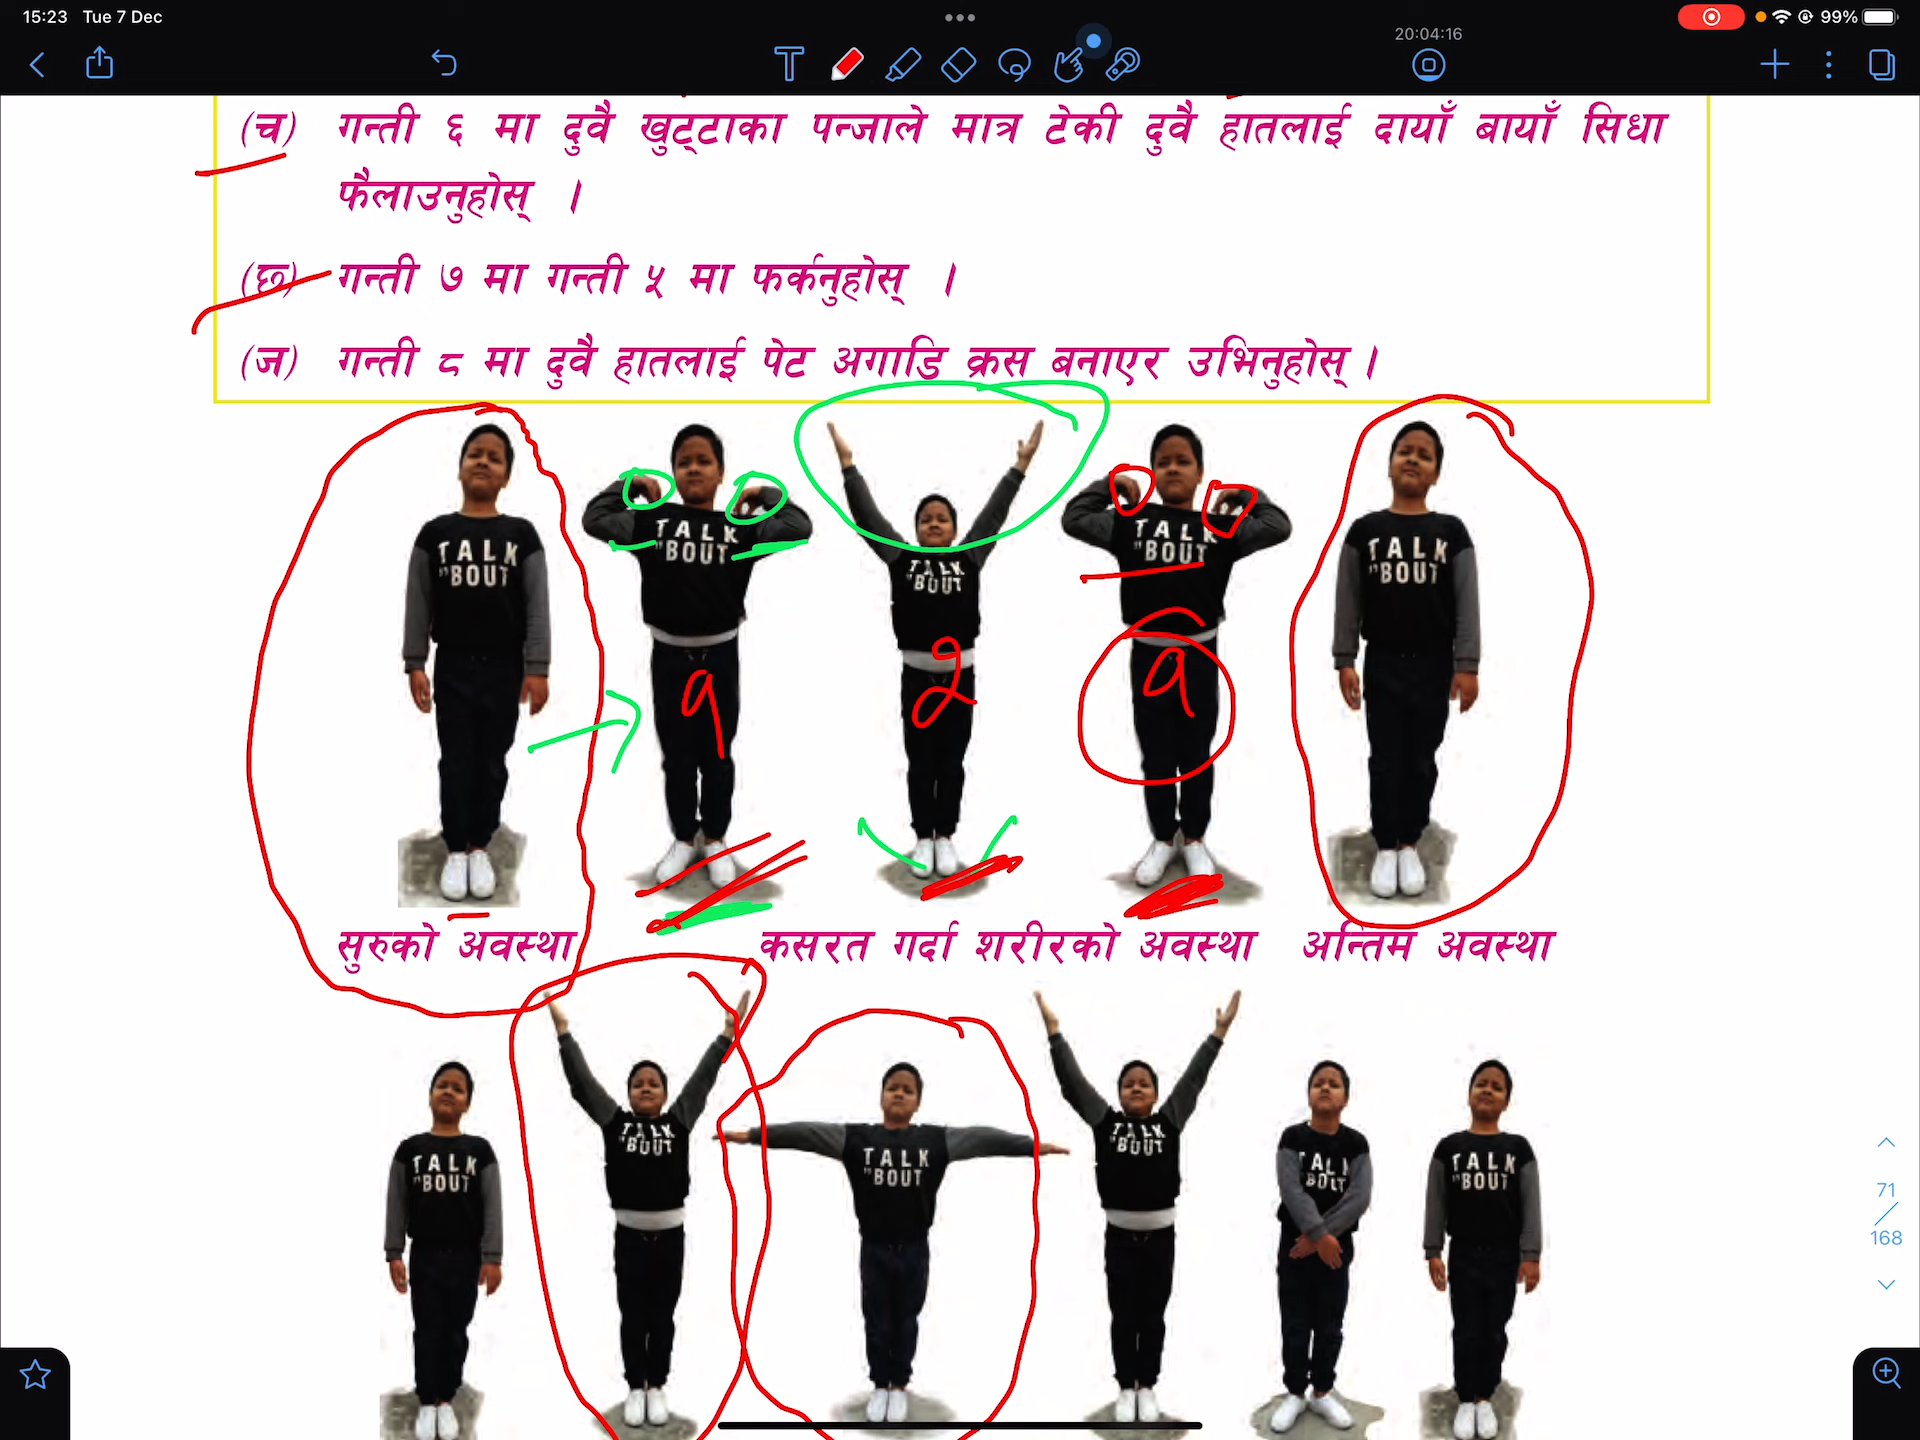 15:23 Tue 7 Dec
99%
20:04:16
(च) गन्ती ६ मा दुवै खुट्टाका पन्जाले मात्र टेकी दुवै हातलाई दायाँ बायाँ सिधा
फैलाउनुहोस् ।
(छ) गन्ती ७ मा गन्ती ५ मा फर्कनुहोस् ।
(ज) गन्ती ८ मा दुवै हातलाई पेट अगाडि क्रस बनाएर उभिनुहोस् ।
TALK
"BOUT
TALK
"BOUT
TALK
"BOUT
TALK
"BOUT
TALK
"BOUT
१ २ १
सुरुको अवस्था कसरत गर्दा शरीरको अवस्था अन्तिम अवस्था
TALK
"BOUT
TALK
"BOUT
TALK
"BOUT
TALK
"BOUT
TALK
"BOUT
71
168